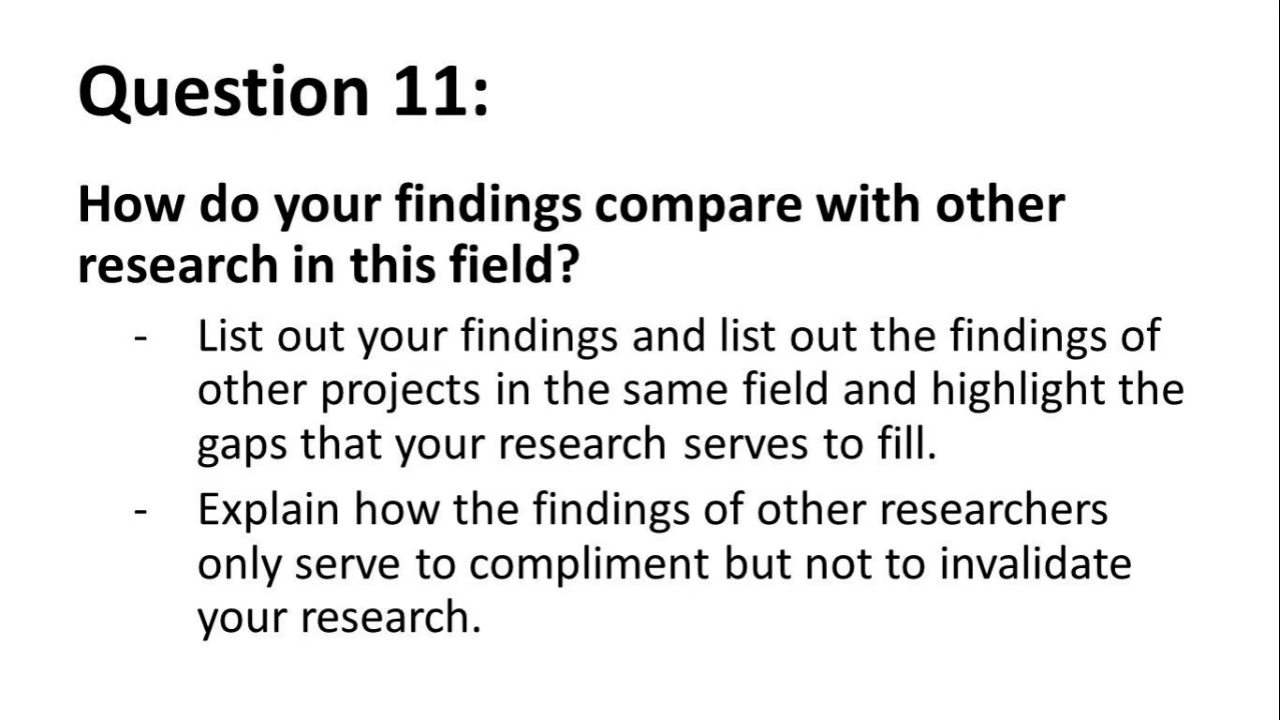 Question 11:
How do your findings compare with other
research in this field?
- List out your findings and list out the findings of
other projects in the same field and highlight the
gaps that your research serves to fill.
- Explain how the findings of other researchers
only serve to compliment but not to invalidate
your research.